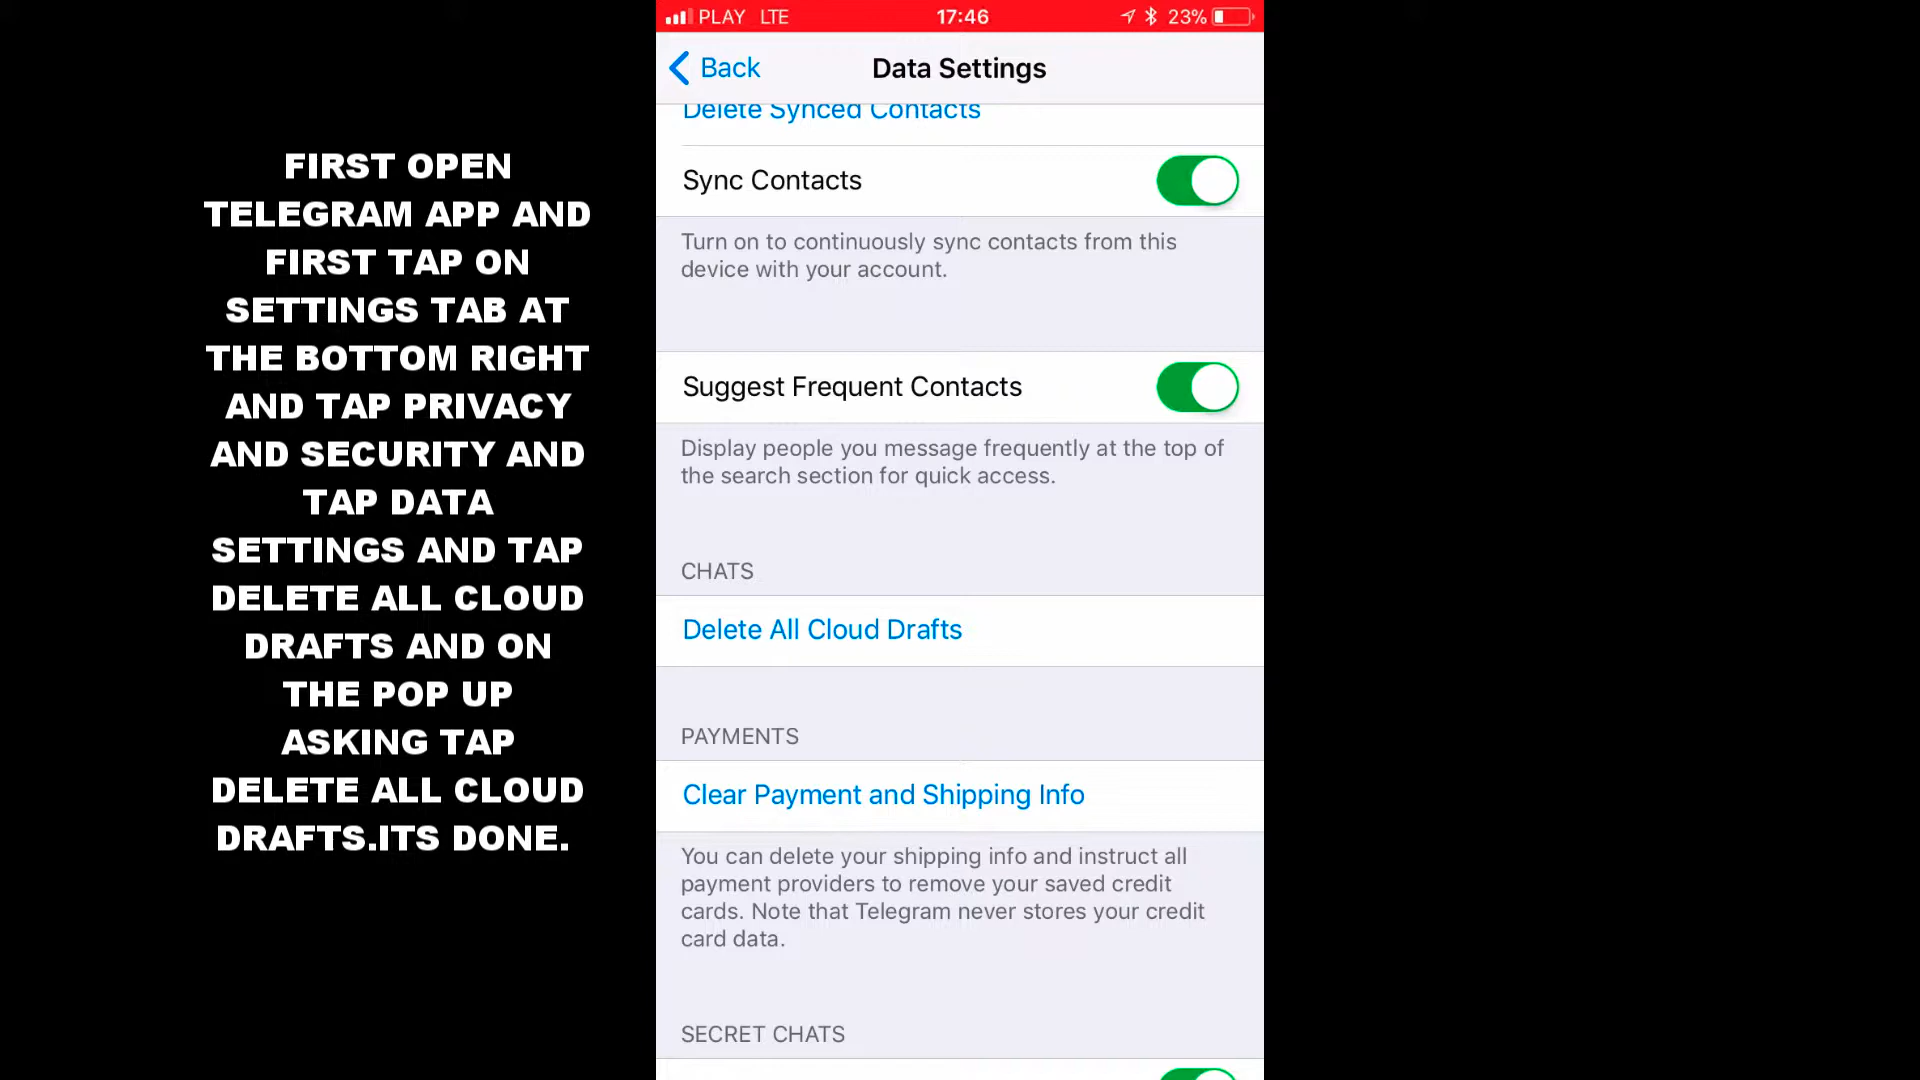 FIRST OPEN
TELEGRAM APP AND
FIRST TAP ON
SETTINGS TAB AT
THE BOTTOM RIGHT
AND TAP PRIVACY
AND SECURITY AND
TAP DATA
SETTINGS AND TAP
DELETE ALL CLOUD
DRAFTS AND ON
THE POP UP
ASKING TAP
DELETE ALL CLOUD
DRAFTS.ITS DONE.
PLAY LTE 17:46 23%
Back Data Settings
Delete Synced Contacts
Sync Contacts
Turn on to continuously sync contacts from this
device with your account.
Suggest Frequent Contacts
Display people you message frequently at the top of
the search section for quick access.
CHATS
Delete All Cloud Drafts
PAYMENTS
Clear Payment and Shipping Info
You can delete your shipping info and instruct all
payment providers to remove your saved credit
cards. Note that Telegram never stores your credit
card data.
SECRET CHATS